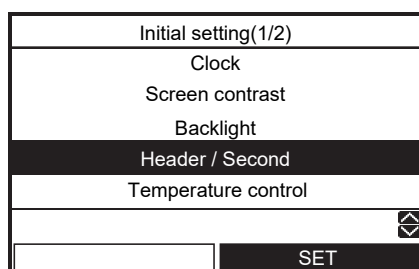 Initial setting(1/2)
Clock
Screen contrast
Backlight
Header / Second
Temperature control
SET